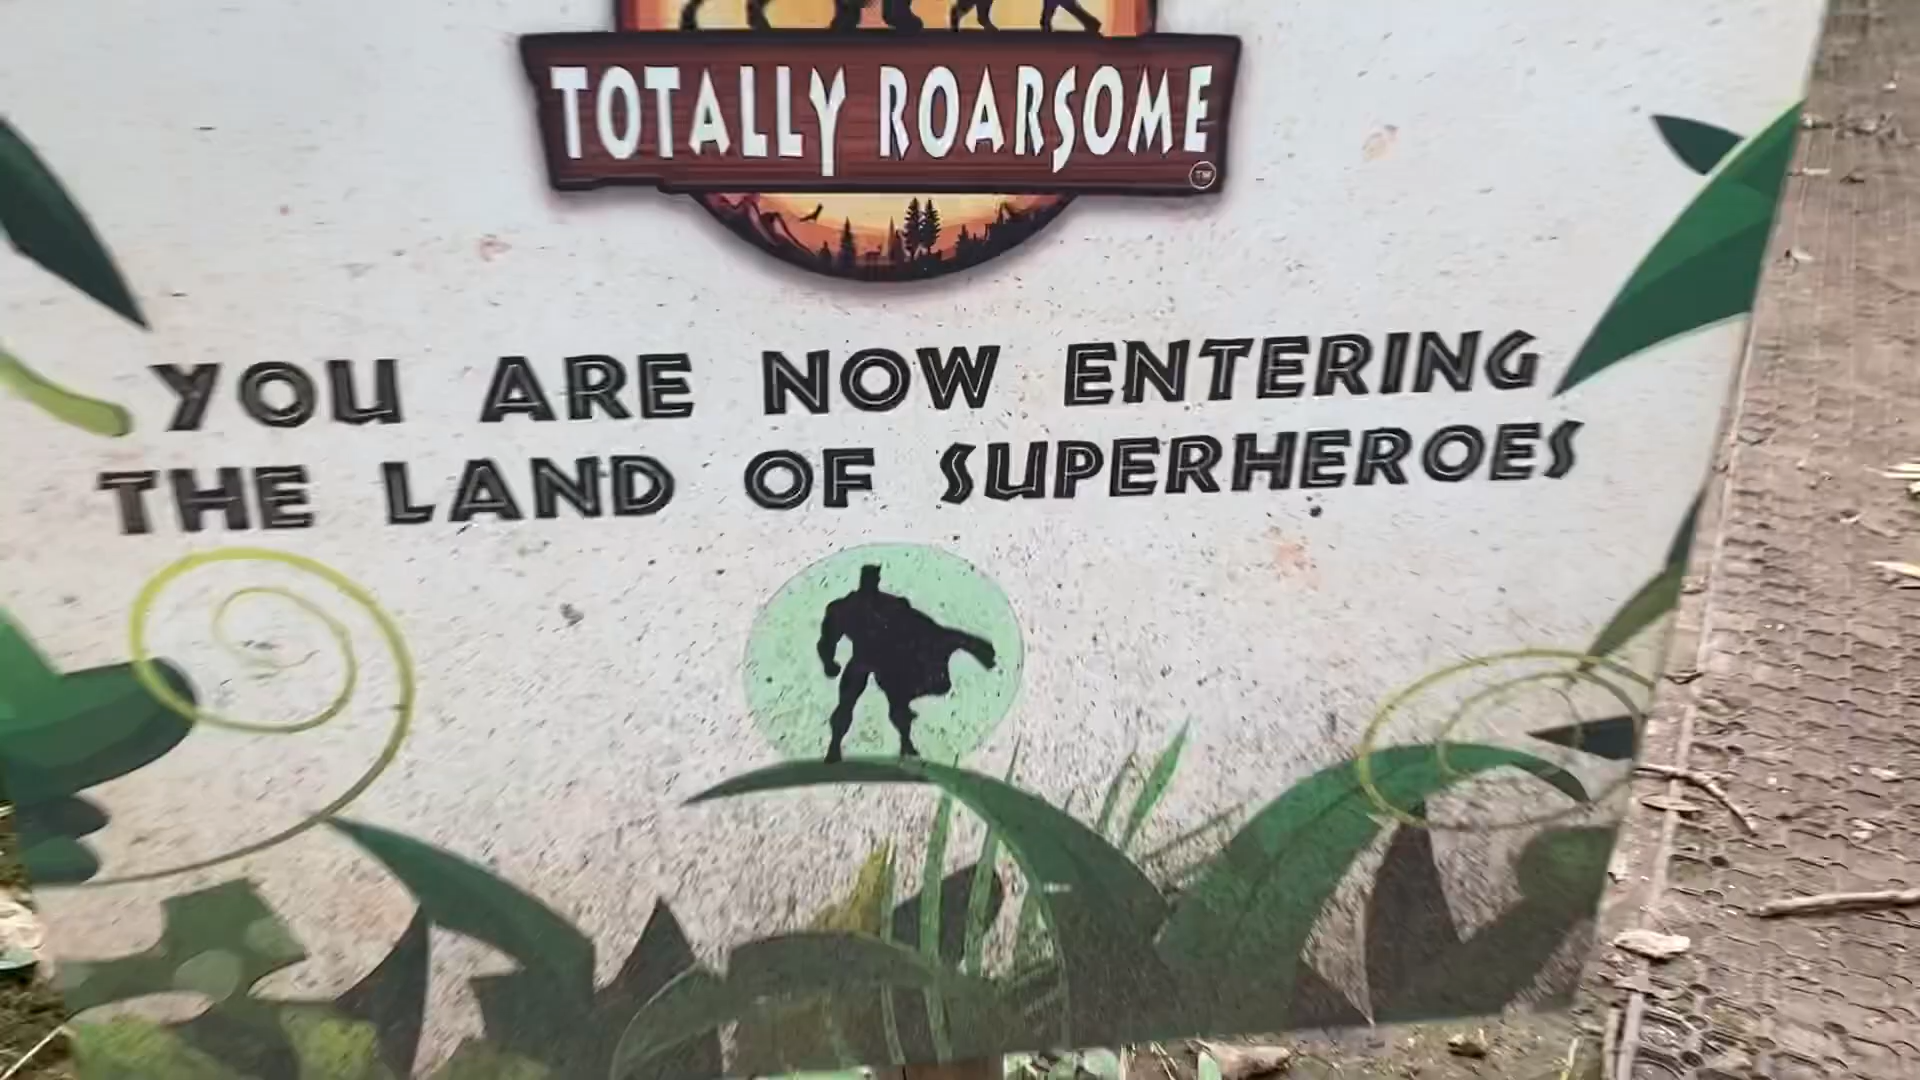 TOTALLY ROARSOME
TM
YOU ARE NOW ENTERING
THE LAND OF SUPERHEROES